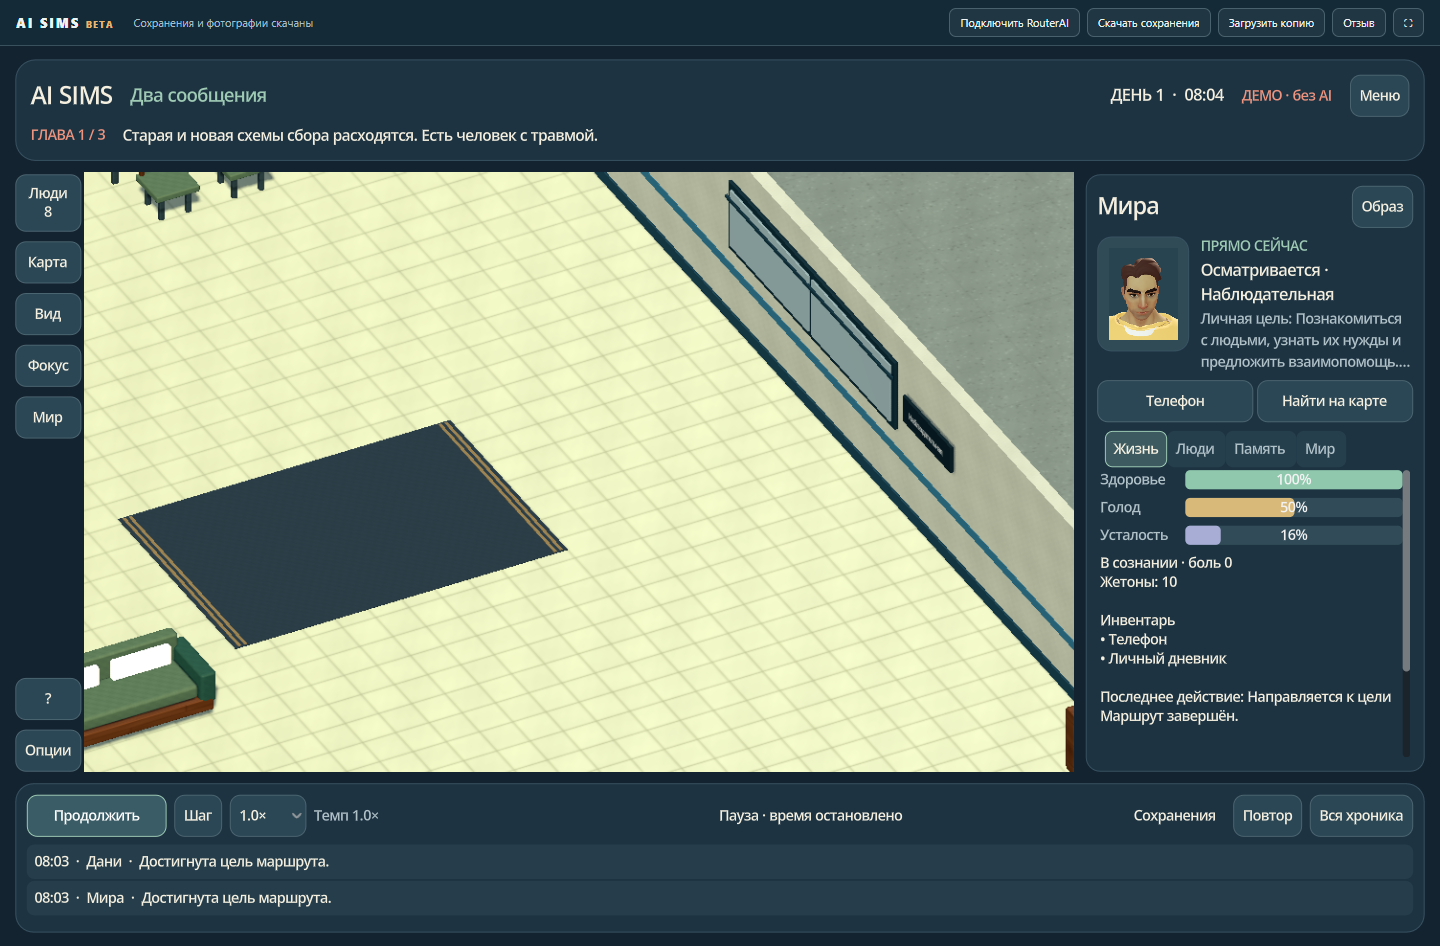 AI SIMS BETA
Сохранения и фотографии скачаны
Подключить RouterAI
Скачать сохранения
Загрузить копию
Отзыв
AI SIMS
Два сообщения
ДЕНЬ 1 · 08:04
ДЕМО · без AI
Меню
ГЛАВА 1 / 3
Старая и новая схемы сбора расходятся. Есть человек с травмой.
Люди
8
Карта
Вид
Фокус
Мир
?
Опции
Мира
Образ
ПРЯМО СЕЙЧАС
Осматривается ·
Наблюдательная
Личная цель: Познакомиться
с людьми, узнать их нужды и
предложить взаимопомощь....
Телефон
Найти на карте
Жизнь
Люди
Память
Мир
Здоровье 100%
Голод 50%
Усталость 16%
В сознании · боль 0
Жетоны: 10
Инвентарь
• Телефон
• Личный дневник
Последнее действие: Направляется к цели
Маршрут завершён.
Продолжить
Шаг
1.0×
Темп 1.0×
Пауза · время остановлено
Сохранения
Повтор
Вся хроника
08:03 · Дани · Достигнута цель маршрута.
08:03 · Мира · Достигнута цель маршрута.